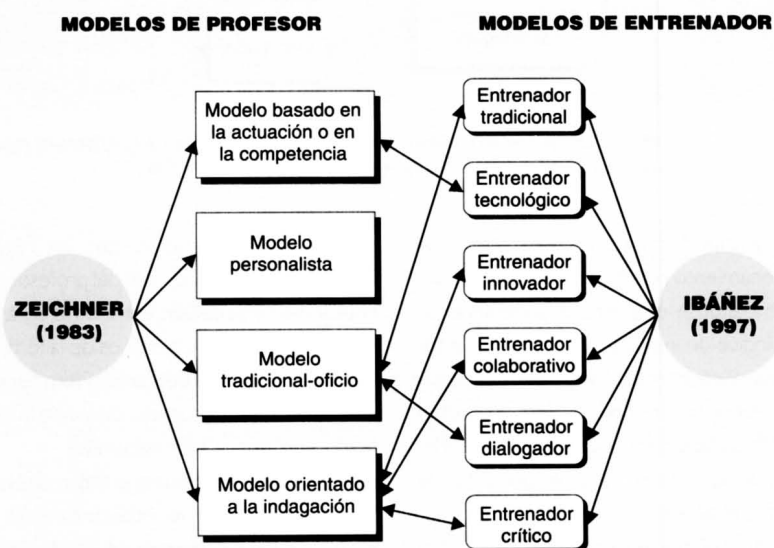 MODELOS DE PROFESOR
MODELOS DE ENTRENADOR
ZEICHNER
(1983)
Modelo basado en
la actuación o en
la competencia
Modelo
personalista
Modelo
tradicional-oficio
Modelo orientado
a la indagación
Entrenador
tradicional
Entrenador
tecnológico
Entrenador
innovador
Entrenador
colaborativo
Entrenador
dialogador
Entrenador
crítico
IBÁÑEZ
(1997)